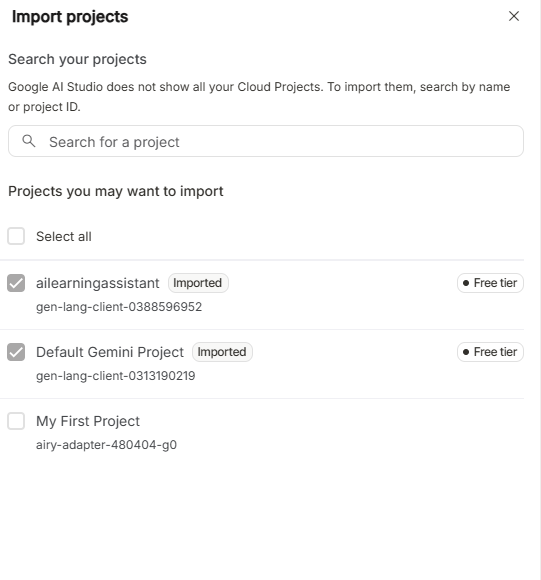 Import projects
Search your projects
Google AI Studio does not show all your Cloud Projects. To import them, search by name
or project ID.
Search for a project
Projects you may want to import
Select all
ailearningassistant Imported Free tier
gen-lang-client-0388596952
Default Gemini Project Imported Free tier
gen-lang-client-0313190219
My First Project
airy-adapter-480404-g0